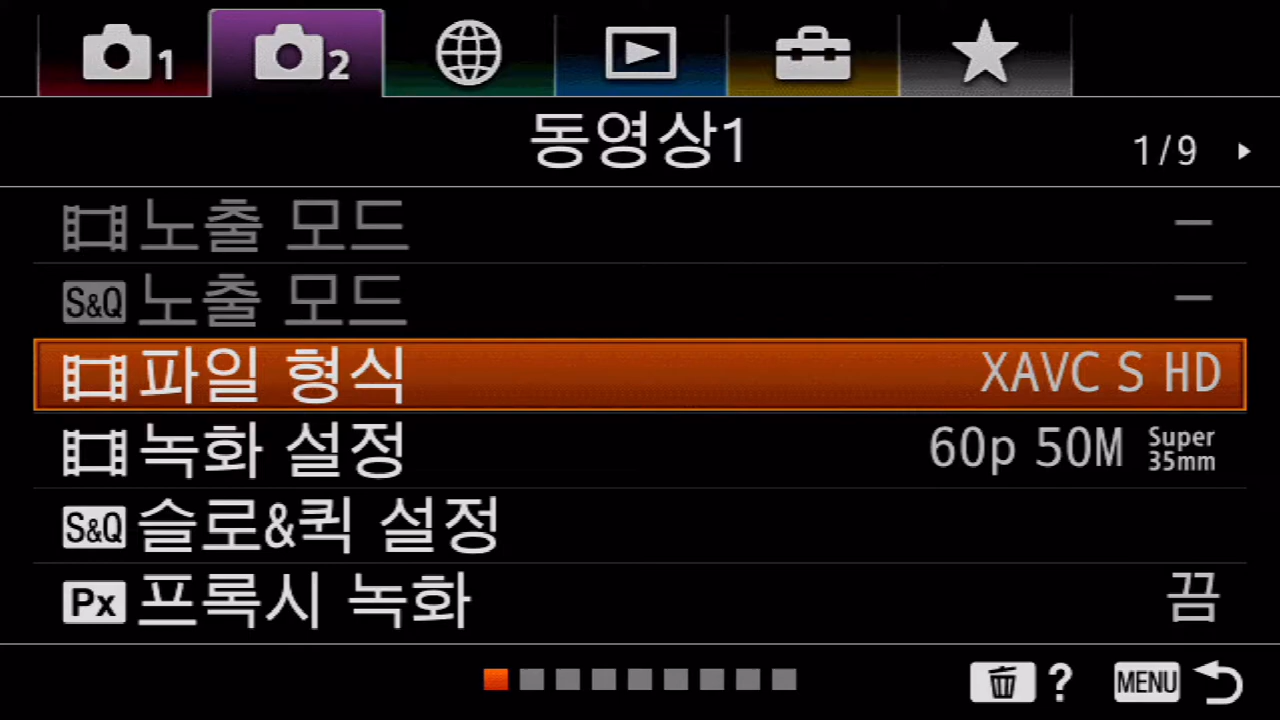 1 2
동영상1 1/9
노출 모드 –
S&Q 노출 모드 –
파일 형식 XAVC S HD
녹화 설정 60p 50M Super 35mm
S&Q 슬로&퀵 설정
Px 프록시 녹화 끔
? MENU